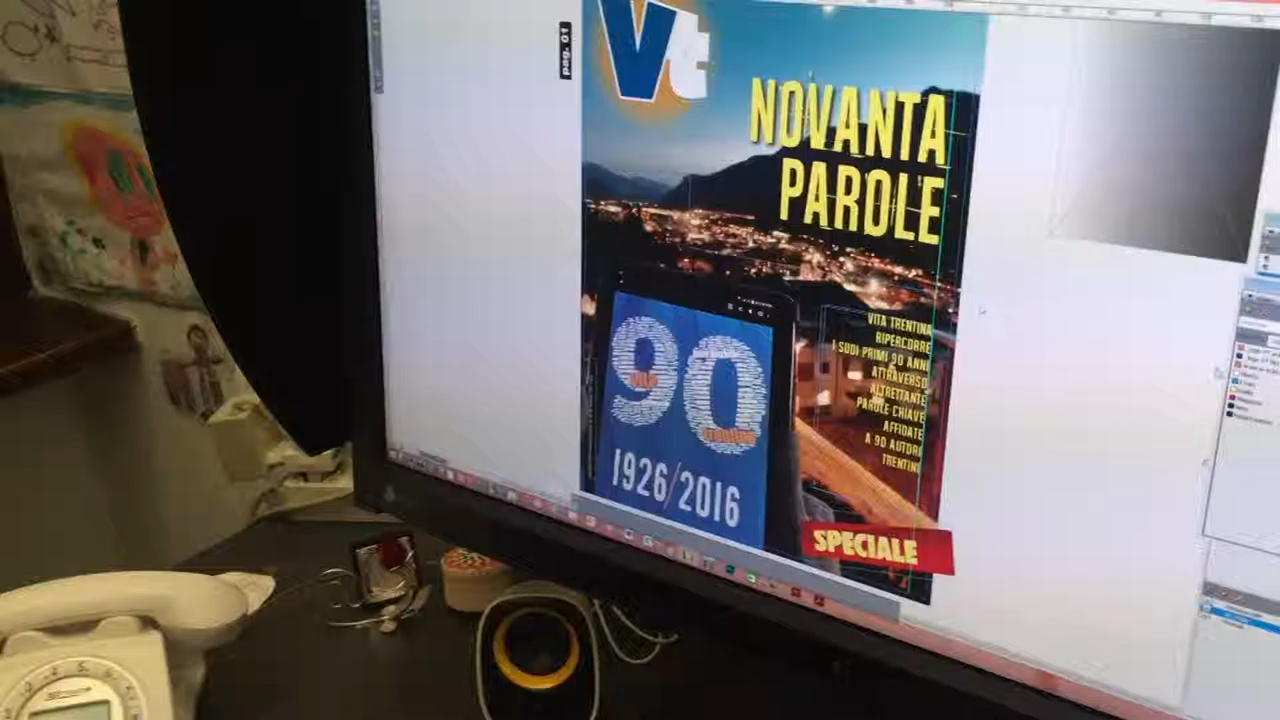 pag. 01
Vt
NOVANTA
PAROLE
VITA TRENTINA
RIPERCORRE
I SUOI PRIMI 90 ANNI
ATTRAVERSO
ALTRETTANTE
PAROLE CHIAVE
AFFIDATE
A 90 AUTORI
TRENTINI
90
1926/2016
SPECIALE